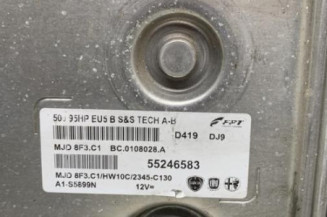 50J 95HP EU5 B S&S TECH A-B
FPT
D419 DJ9
MJD 8F3.C1 BC.0108028.A
55246583
MJD 8F3.C1/HW10C/2345-C130
A1-S5899N 12V=